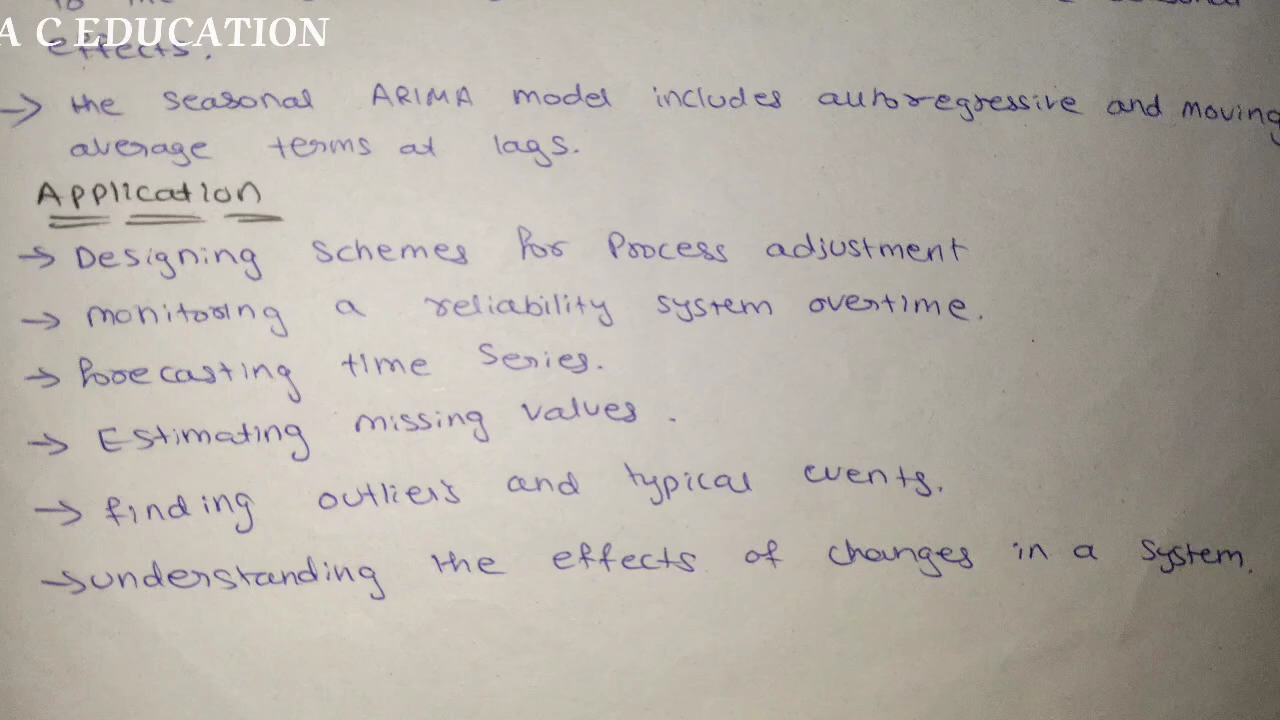 A C EDUCATION
effects.
→ the seasonal ARIMA model includes autoregressive and moving
average terms at lags.
Application
→ Designing schemes for Process adjustment
→ monitoring a reliability system overtime.
→ forecasting time series.
→ Estimating missing values.
→ finding outliers and typical events.
→ understanding the effects of changes in a system.